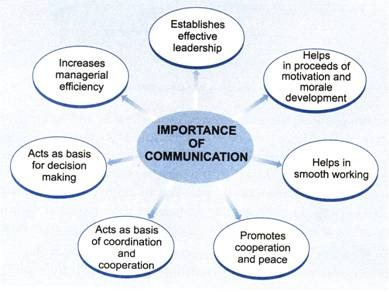 Establishes
effective
leadership
Helps
in proceeds of
motivation and
morale
development
Increases
managerial
efficiency
IMPORTANCE
OF
COMMUNICATION
Acts as basis
for decision
making
Helps in
smooth working
Acts as basis
of coordination
and
cooperation
Promotes
cooperation
and peace